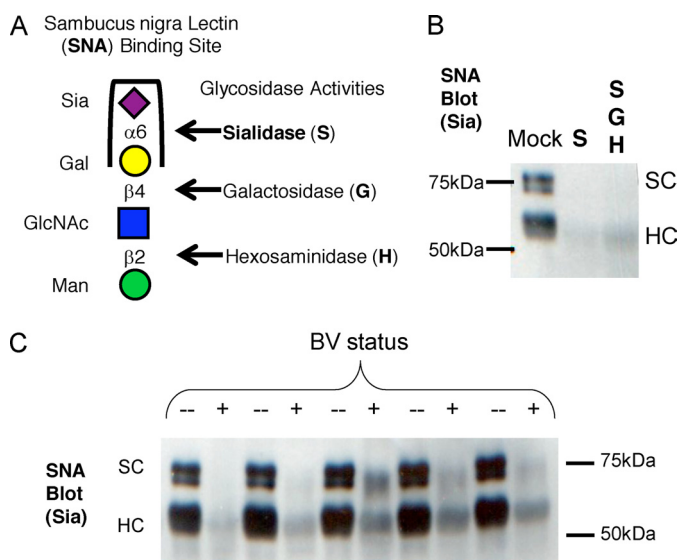 A
Sambucus nigra Lectin
(SNA) Binding Site
Glycosidase Activities
Sia
α6
Sialidase (S)
Gal
β4
Galactosidase (G)
GlcNAc
β2
Hexosaminidase (H)
Man
B
SNA
Blot
(Sia)
Mock S
S
G
H
75kDa
SC
HC
50kDa
C
BV status
-- + -- + -- + -- + -- +
SNA
Blot
(Sia)
SC
75kDa
HC
50kDa